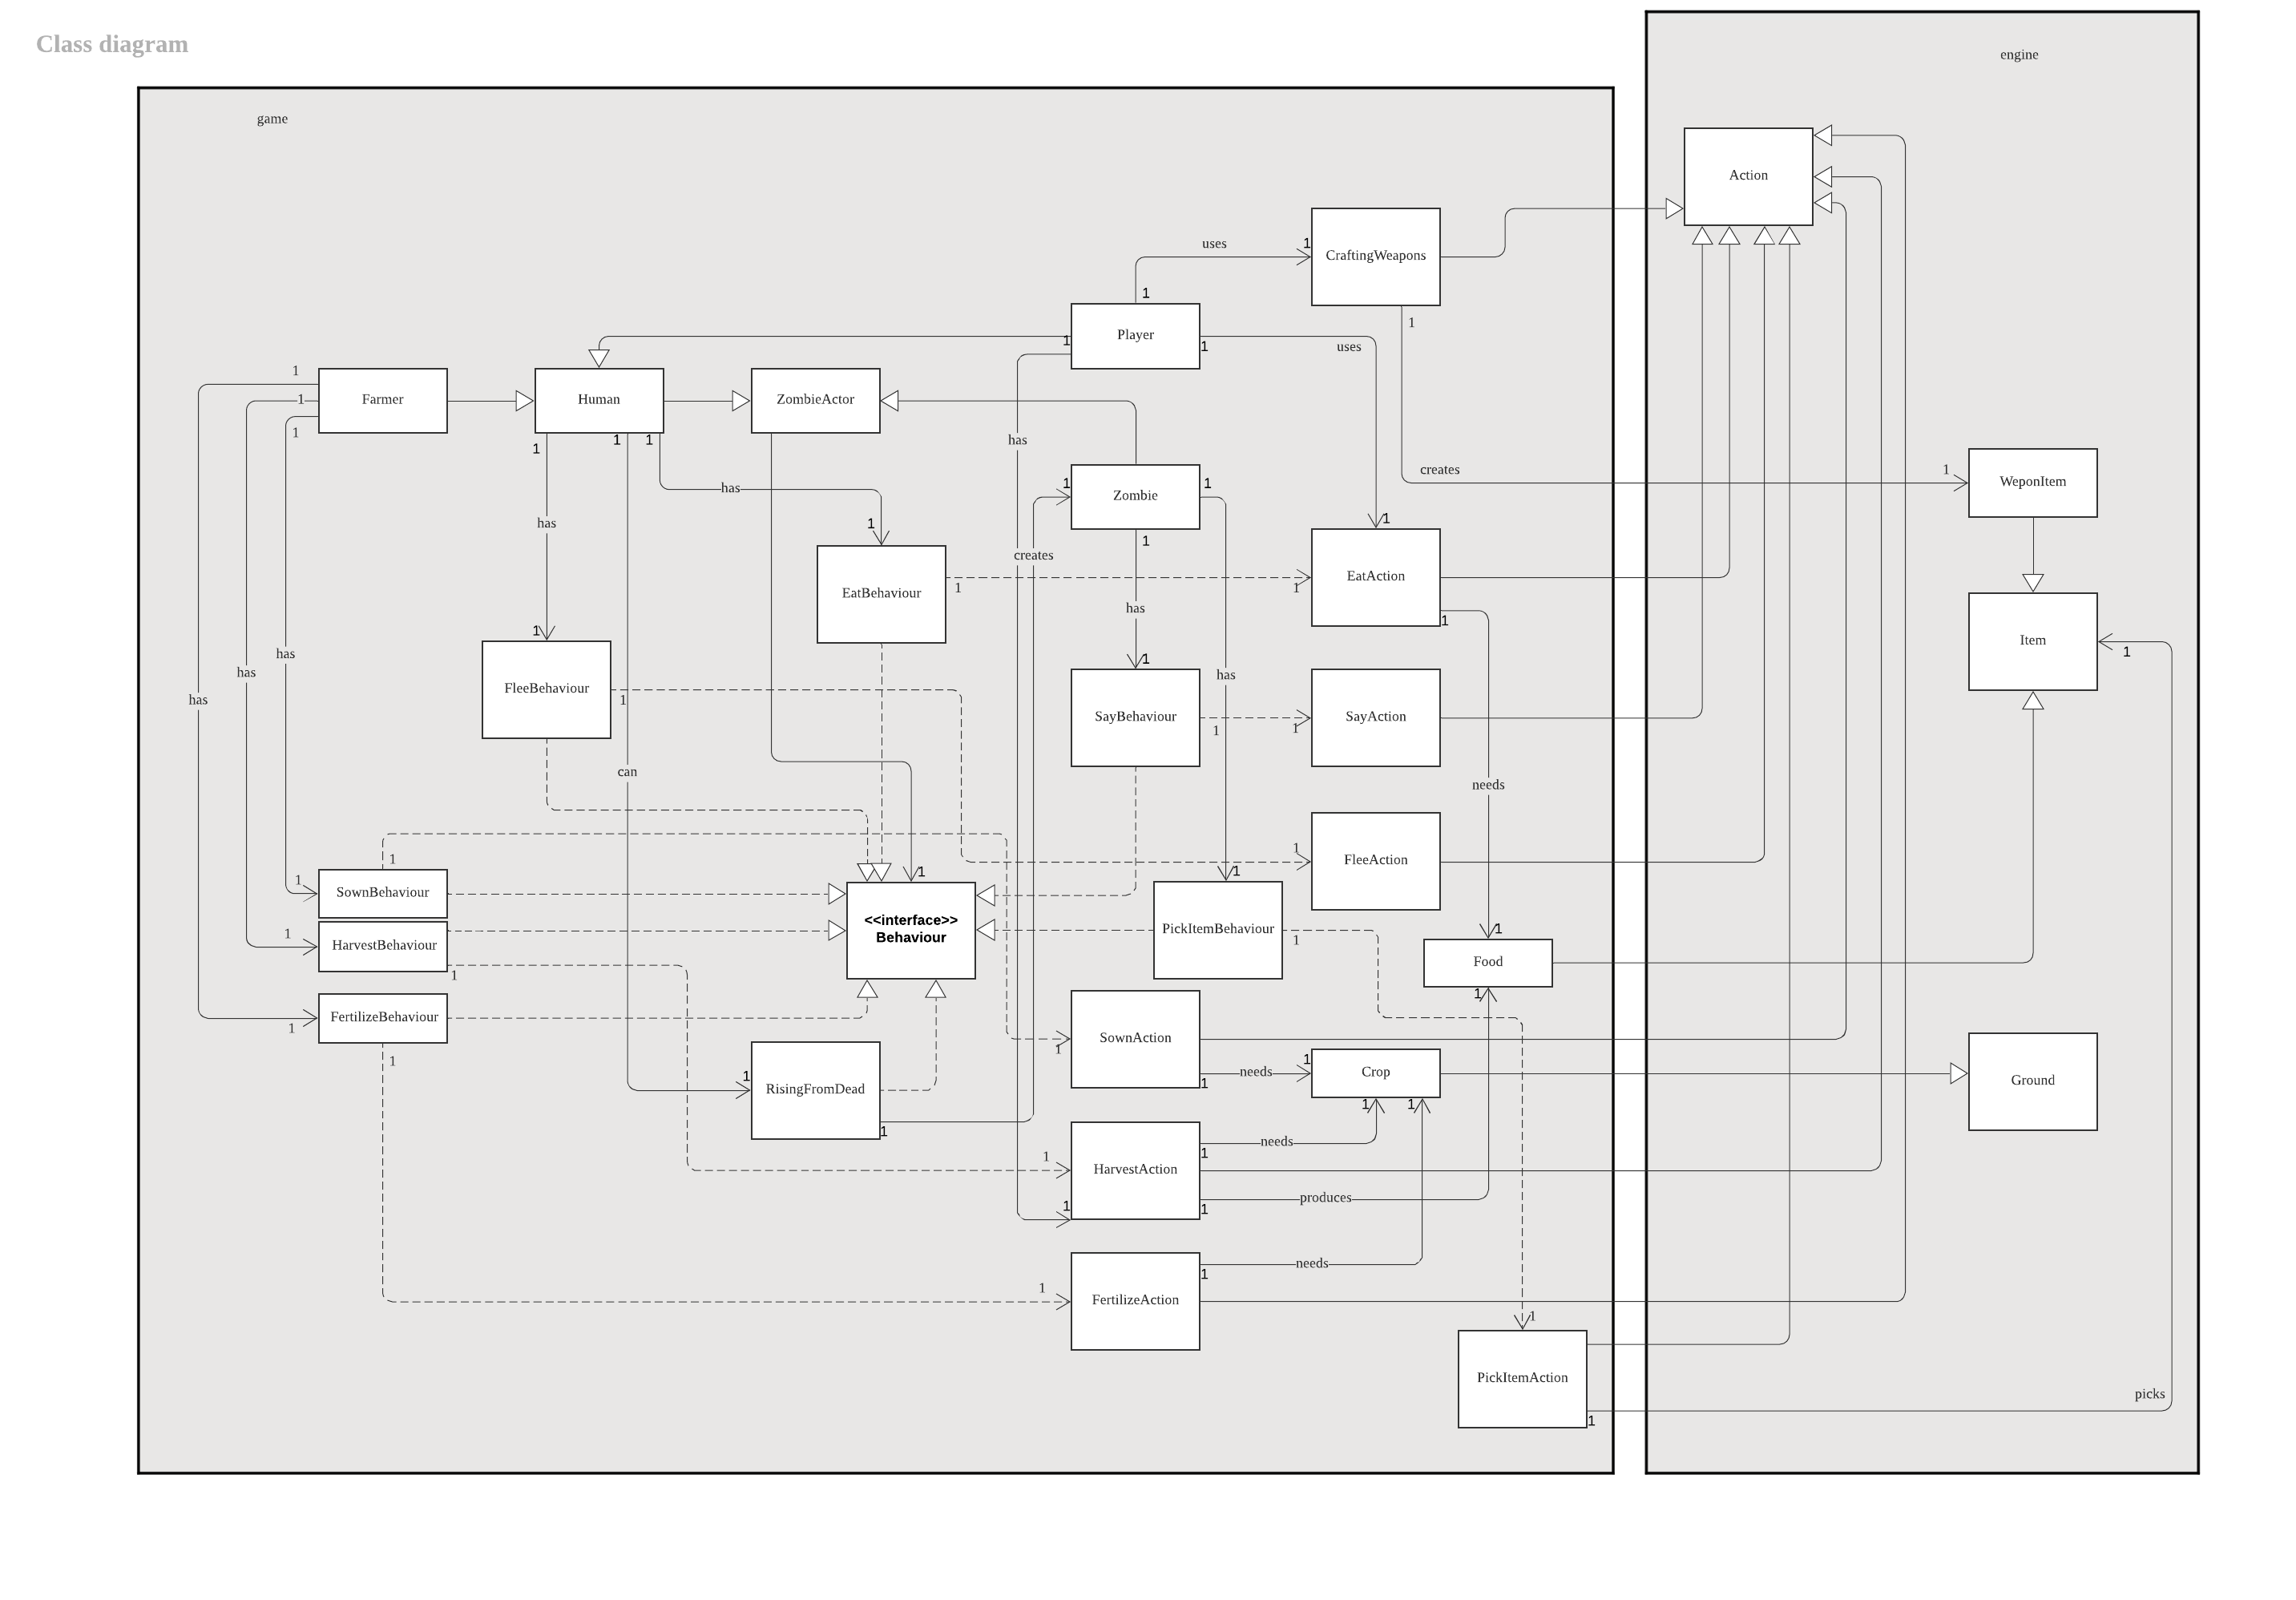 Class diagram
engine
game
Action
uses
1
CraftingWeapons
1
1
Player
1
1
uses
1
Farmer
1
1
Human
ZombieActor
1
1
1
has
1
creates
1
WeponItem
has
1
Zombie
1
1
has
1
creates
1
1
EatAction
1
EatBehaviour
1
1
has
Item
1
has
has
has
FleeBehaviour
1
1
SayBehaviour
1
has
1
SayAction
can
needs
1
FleeAction
1
SownBehaviour
1
1
<<interface>>
Behaviour
PickItemBehaviour
1
1
HarvestBehaviour
1
1
Food
1
1
FertilizeBehaviour
1
1
SownAction
1
1
needs
1
Crop
Ground
1
RisingFromDead
1
1
1
needs
1
1
HarvestAction
1
produces
1
1
needs
1
1
FertilizeAction
1
PickItemAction
1
picks